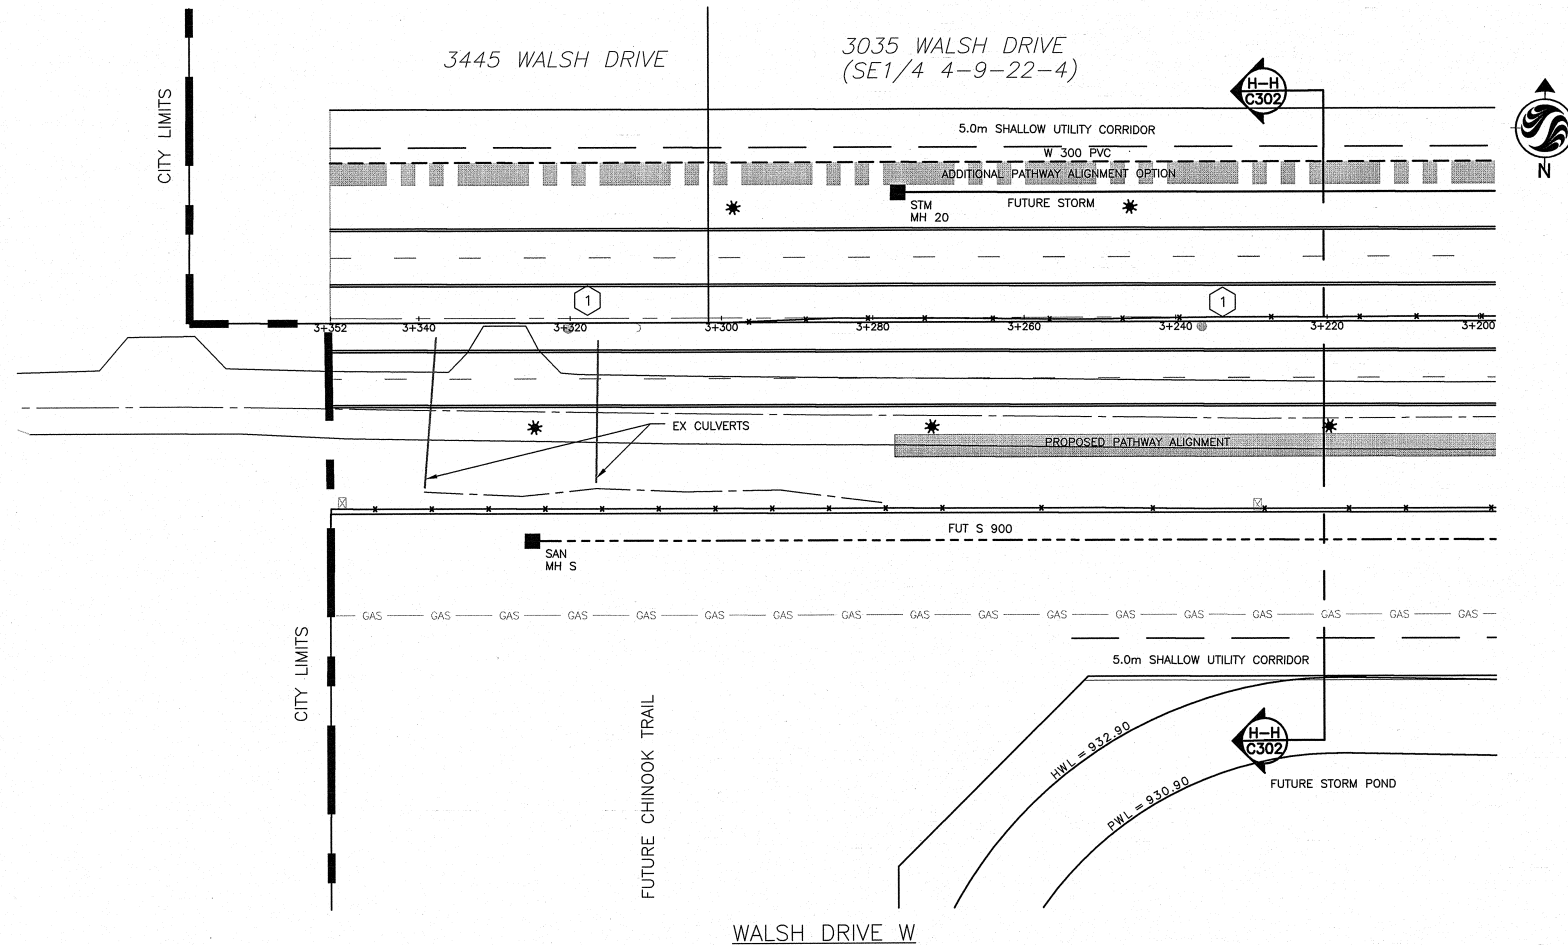 3445 WALSH DRIVE
3035 WALSH DRIVE
(SE1/4 4-9-22-4)
H-H
C302
CITY LIMITS
5.0m SHALLOW UTILITY CORRIDOR
W 300 PVC
ADDITIONAL PATHWAY ALIGNMENT OPTION
N
STM
MH 20
FUTURE STORM
1
1
3+352
3+340
3+320
3+300
3+280
3+260
3+240
3+220
3+200
EX CULVERTS
PROPOSED PATHWAY ALIGNMENT
FUT S 900
SAN
MH S
GAS GAS GAS GAS GAS GAS GAS GAS GAS GAS GAS GAS GAS GAS GAS GAS GAS
CITY LIMITS
5.0m SHALLOW UTILITY CORRIDOR
FUTURE CHINOOK TRAIL
HWL = 932.90
H-H
C302
PWL = 930.90
FUTURE STORM POND
WALSH DRIVE W